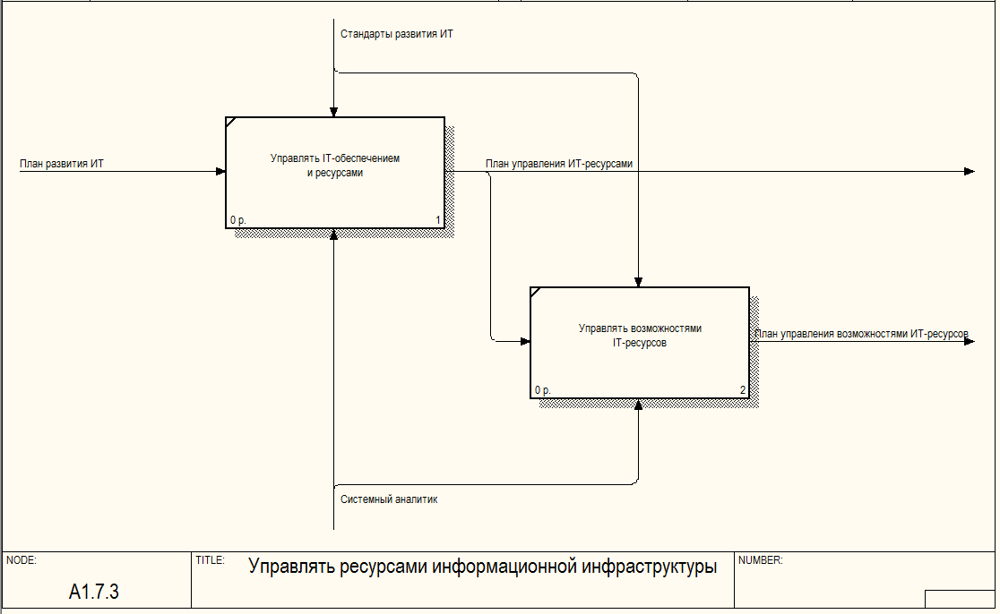 Стандарты развития ИТ
План развития ИТ
Управлять IT-обеспечением
и ресурсами
0 р.
1
План управления ИТ-ресурсами
Управлять возможностями
IT-ресурсов
0 р.
2
План управления возможностями ИТ-ресурсов
Системный аналитик
NODE:
A1.7.3
TITLE:
Управлять ресурсами информационной инфраструктуры
NUMBER: